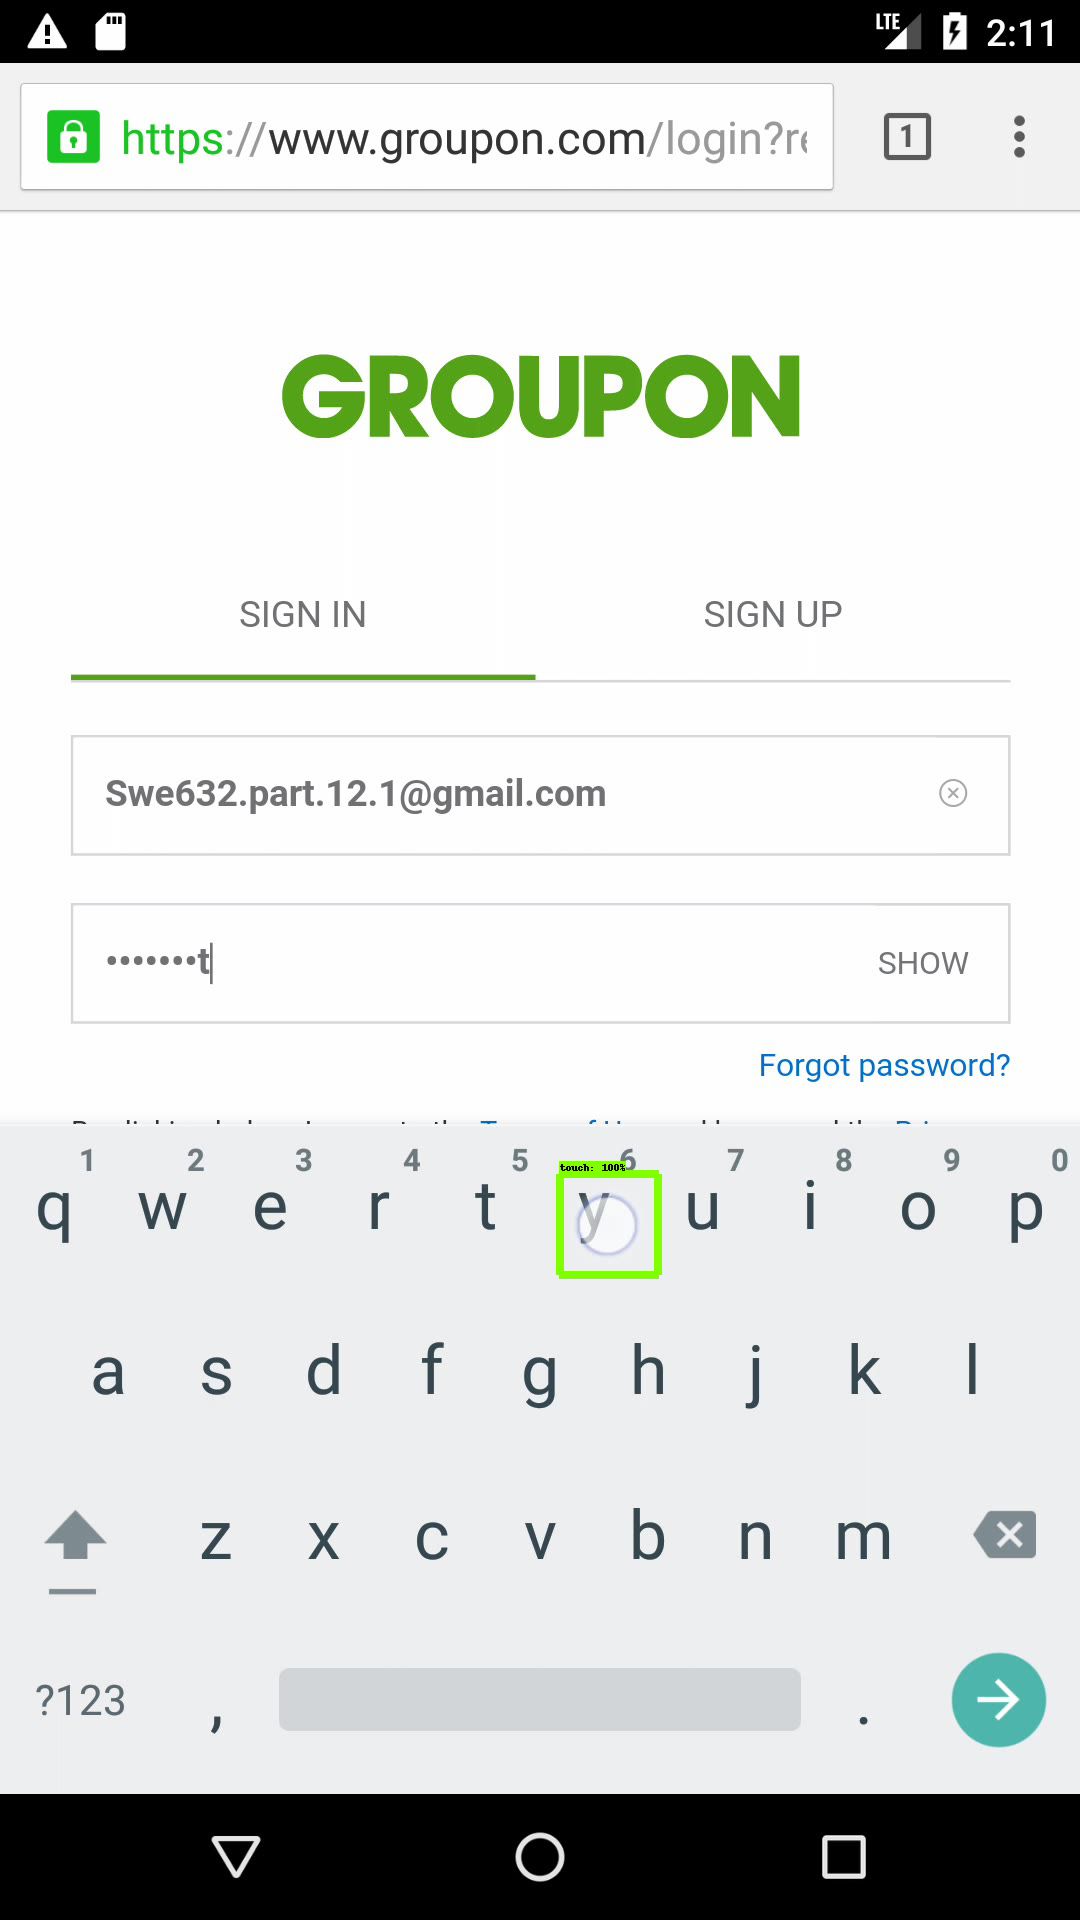 LTE 2:11
https://www.groupon.com/login?re
1
GROUPON
SIGN IN SIGN UP
Swe632.part.12.1@gmail.com
•••••••t SHOW
Forgot password?
touch: 100%
1 2 3 4 5 6 7 8 9 0
q w e r t y u i o p
a s d f g h j k l
z x c v b n m
?123 , .